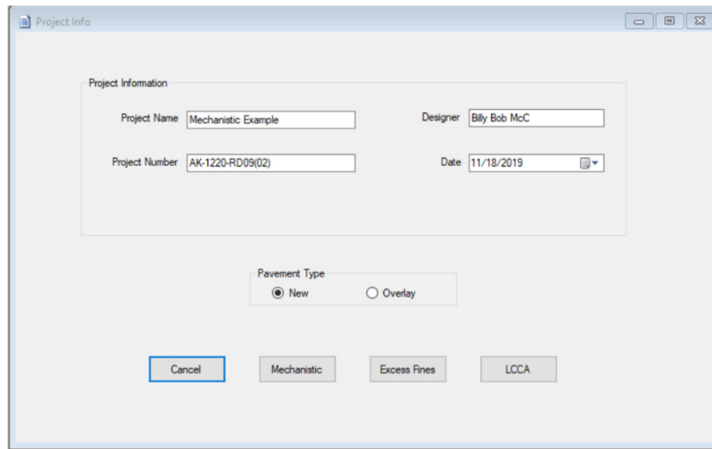 Project Info
Project Information
Project Name Mechanistic Example Designer Billy Bob McC
Project Number AK-1220-RD09(02) Date 11/18/2019
Pavement Type
New Overlay
Cancel Mechanistic Excess Fines LCCA